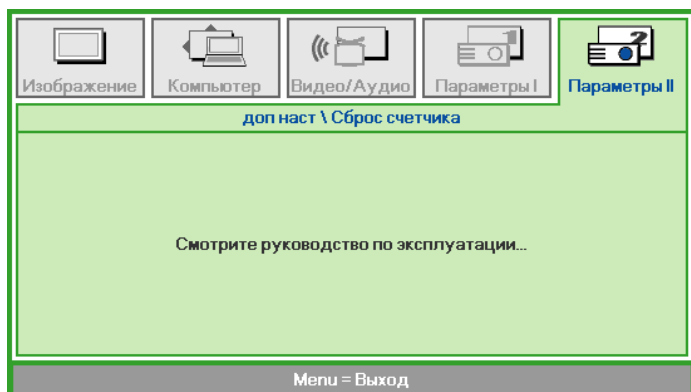 Изображение
Компьютер
Видео/Аудио
Параметры I
Параметры II
доп наст \ Сброс счетчика
Смотрите руководство по эксплуатации...
Menu = Выход